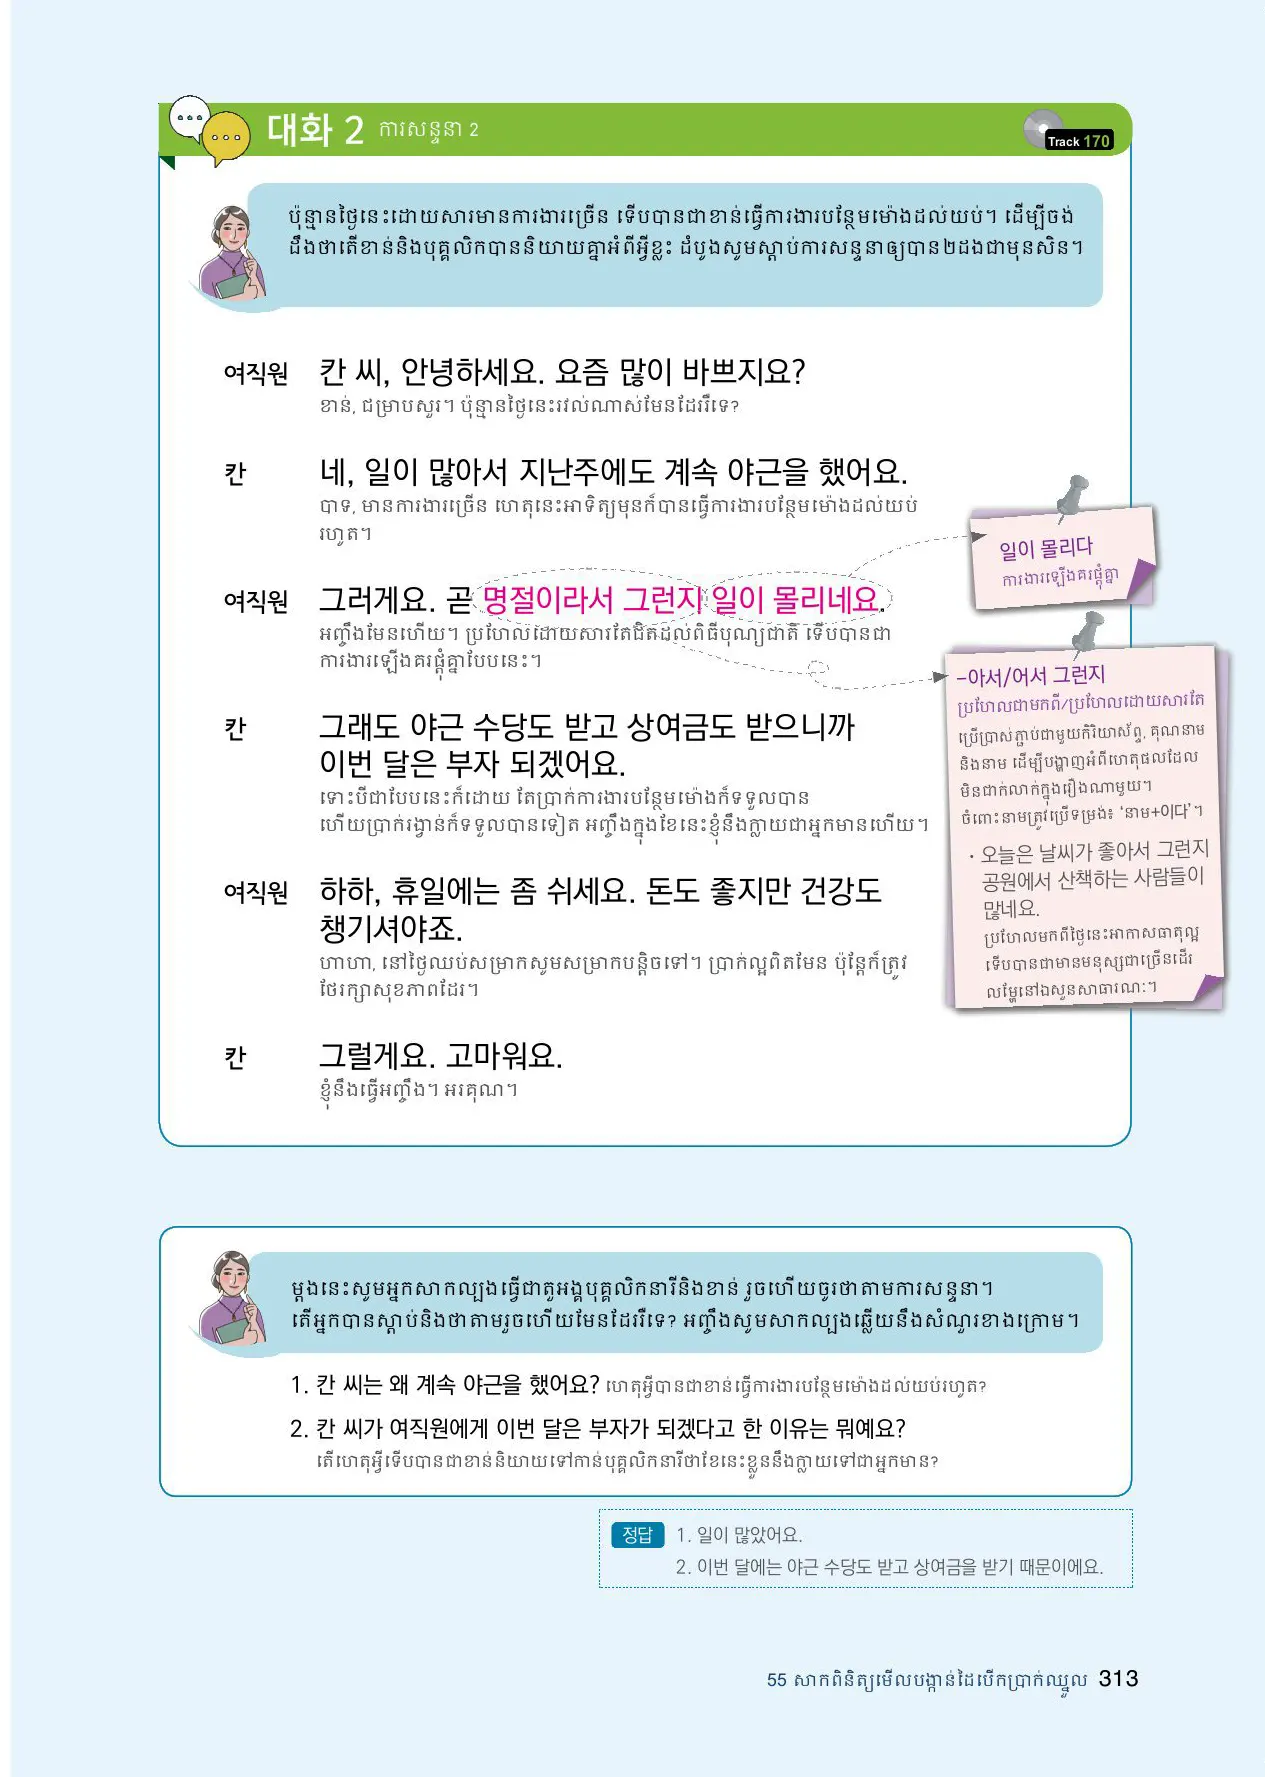 대화 2 ការសន្ទនា 2
Track 170
ប៉ុន្មានថ្ងៃនេះដោយសារមានការងារច្រើន ទើបបានជាខាន់ធ្វើការងារបន្ថែមម៉ោងដល់យប់។ ដើម្បីចង់
ដឹងថាតើខាន់និងបុគ្គលិកបាននិយាយគ្នាអំពីអ្វីខ្លះ ដំបូងសូមស្តាប់ការសន្ទនាឲ្យបាន២ដងជាមុនសិន។
여직원 칸 씨, 안녕하세요. 요즘 많이 바쁘지요?
ខាន់, ជម្រាបសួរ។ ប៉ុន្មានថ្ងៃនេះរវល់ណាស់មែនដែររឺទេ?
칸 네, 일이 많아서 지난주에도 계속 야근을 했어요.
បាទ, មានការងារច្រើន ហេតុនេះអាទិត្យមុនក៏បានធ្វើការងារបន្ថែមម៉ោងដល់យប់
រហូត។
여직원 그러게요. 곧 명절이라서 그런지 일이 몰리네요.
អញ្ចឹងមែនហើយ។ ប្រហែលដោយសារតែជិតដល់ពិធីបុណ្យជាតិ ទើបបានជា
ការងារឡើងគរផ្តុំគ្នាបែបនេះ។
칸 그래도 야근 수당도 받고 상여금도 받으니까
이번 달은 부자 되겠어요.
ទោះបីជាបែបនេះក៏ដោយ តែប្រាក់ការងារបន្ថែមម៉ោងក៏ទទួលបាន
ហើយប្រាក់រង្វាន់ក៏ទទួលបានទៀត អញ្ចឹងក្នុងខែនេះខ្ញុំនឹងក្លាយជាអ្នកមានហើយ។
여직원 하하, 휴일에는 좀 쉬세요. 돈도 좋지만 건강도
챙기셔야죠.
ហាហា, នៅថ្ងៃឈប់សម្រាកសូមសម្រាកបន្តិចទៅ។ ប្រាក់ល្អពិតមែន ប៉ុន្តែក៏ត្រូវ
ថែរក្សាសុខភាពដែរ។
칸 그럴게요. 고마워요.
ខ្ញុំនឹងធ្វើអញ្ចឹង។ អរគុណ។
일이 몰리다
ការងារឡើងគរផ្តុំគ្នា
-아서/어서 그런지
ប្រហែលជាមកពី/ប្រហែលដោយសារតែ
ប្រើប្រាស់ភ្ជាប់ជាមួយកិរិយាស័ព្ទ, គុណនាម
និងនាម ដើម្បីបង្ហាញអំពីហេតុផលដែល
មិនជាក់លាក់ក្នុងរឿងណាមួយ។
ចំពោះនាមត្រូវប្រើទម្រង់៖ ‘នាម+이다’។
· 오늘은 날씨가 좋아서 그런지
공원에서 산책하는 사람들이
많네요.
ប្រហែលមកពីថ្ងៃនេះអាកាសធាតុល្អ
ទើបបានជាមានមនុស្សជាច្រើនដើរ
លម្ហែនៅឯសួនសាធារណៈ។
ម្តងនេះសូមអ្នកសាកល្បងធ្វើជាតួអង្គបុគ្គលិកនារីនិងខាន់ រួចហើយចូរថាតាមការសន្ទនា។
តើអ្នកបានស្តាប់និងថាតាមរួចហើយមែនដែររឺទេ? អញ្ចឹងសូមសាកល្បងឆ្លើយនឹងសំណួរខាងក្រោម។
1. 칸 씨는 왜 계속 야근을 했어요? ហេតុអ្វីបានជាខាន់ធ្វើការងារបន្ថែមម៉ោងដល់យប់រហូត?
2. 칸 씨가 여직원에게 이번 달은 부자가 되겠다고 한 이유는 뭐예요?
តើហេតុអ្វីទើបបានជាខាន់និយាយទៅកាន់បុគ្គលិកនារីថាខែនេះខ្លួននឹងក្លាយទៅជាអ្នកមាន?
정답 1. 일이 많았어요.
2. 이번 달에는 야근 수당도 받고 상여금을 받기 때문이에요.
55 សាកពិនិត្យមើលបង្កាន់ដៃបើកប្រាក់ឈ្នួល 313